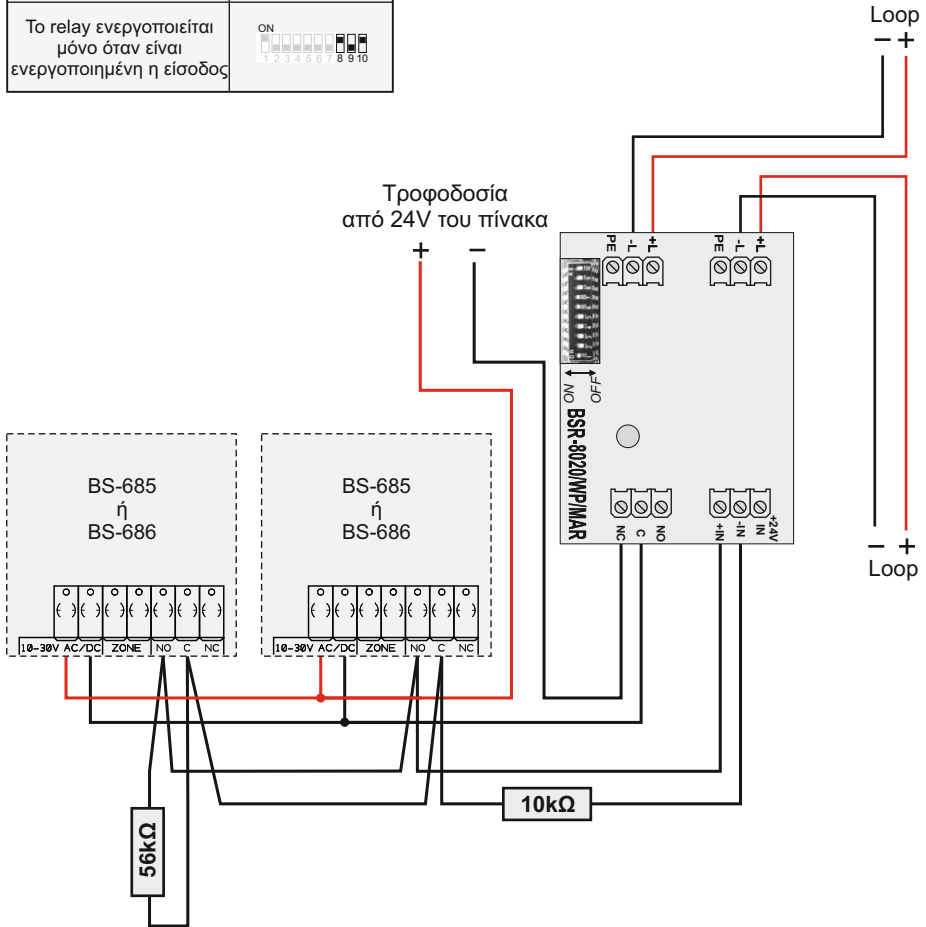 Το relay ενεργοποιείται
μόνο όταν είναι
ενεργοποιημένη η είσοδος
ON
1 2 3 4 5 6 7 8 9 10
Loop
− +
Τροφοδοσία
από 24V του πίνακα
+ −
PE -L +L
PE -L +L
ON OFF
BSR-8020/WP/MAR
NC C NO
+IN -IN IN +24V
− +
Loop
BS-685
ή
BS-686
10-30V AC/DC ZONE NO C NC
BS-685
ή
BS-686
10-30V AC/DC ZONE NO C NC
10kΩ
56kΩ